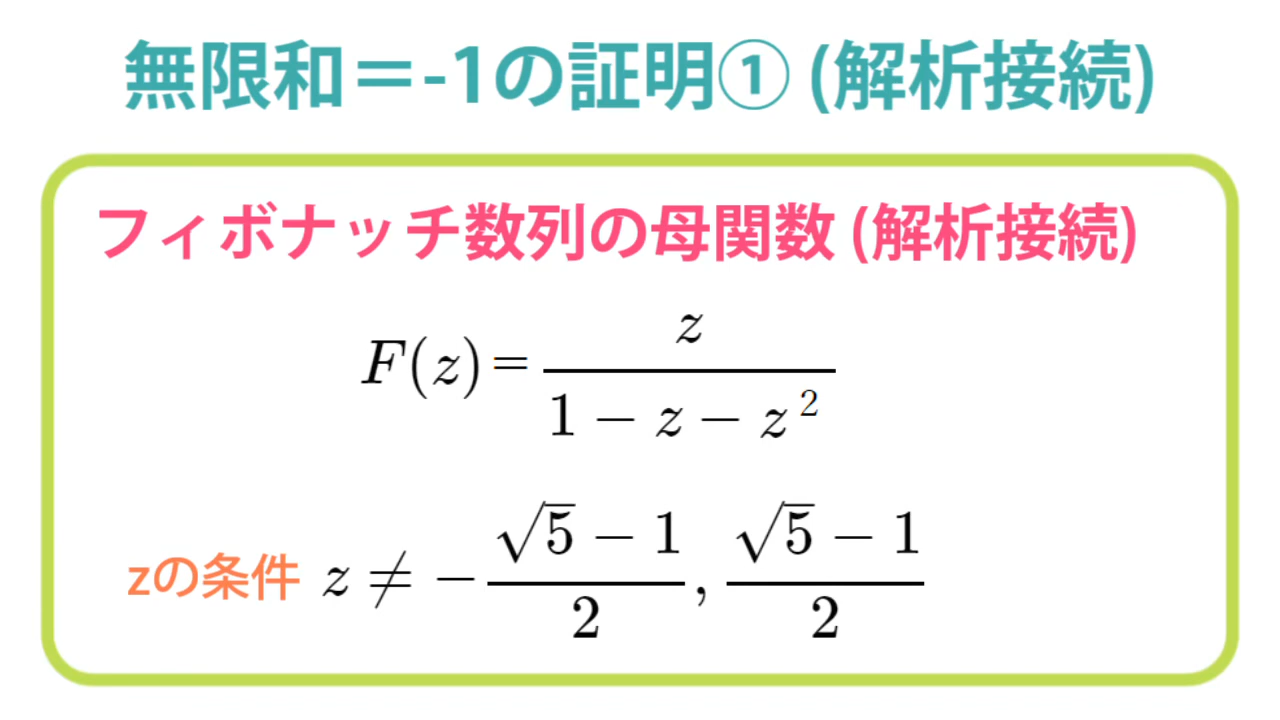 無限和＝-1の証明① (解析接続)
フィボナッチ数列の母関数 (解析接続)
F(z) = z / (1 − z − z²)
zの条件 z ≠ −(√5 − 1)/2 , (√5 − 1)/2